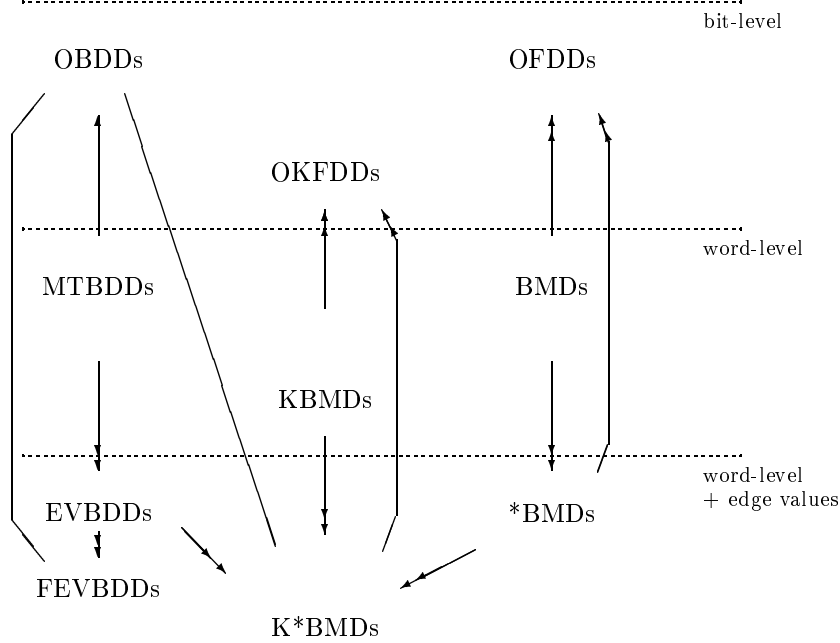 bit-level
OBDDs
OFDDs
OKFDDs
word-level
MTBDDs
BMDs
KBMDs
word-level
+ edge values
EVBDDs
*BMDs
FEVBDDs
K*BMDs